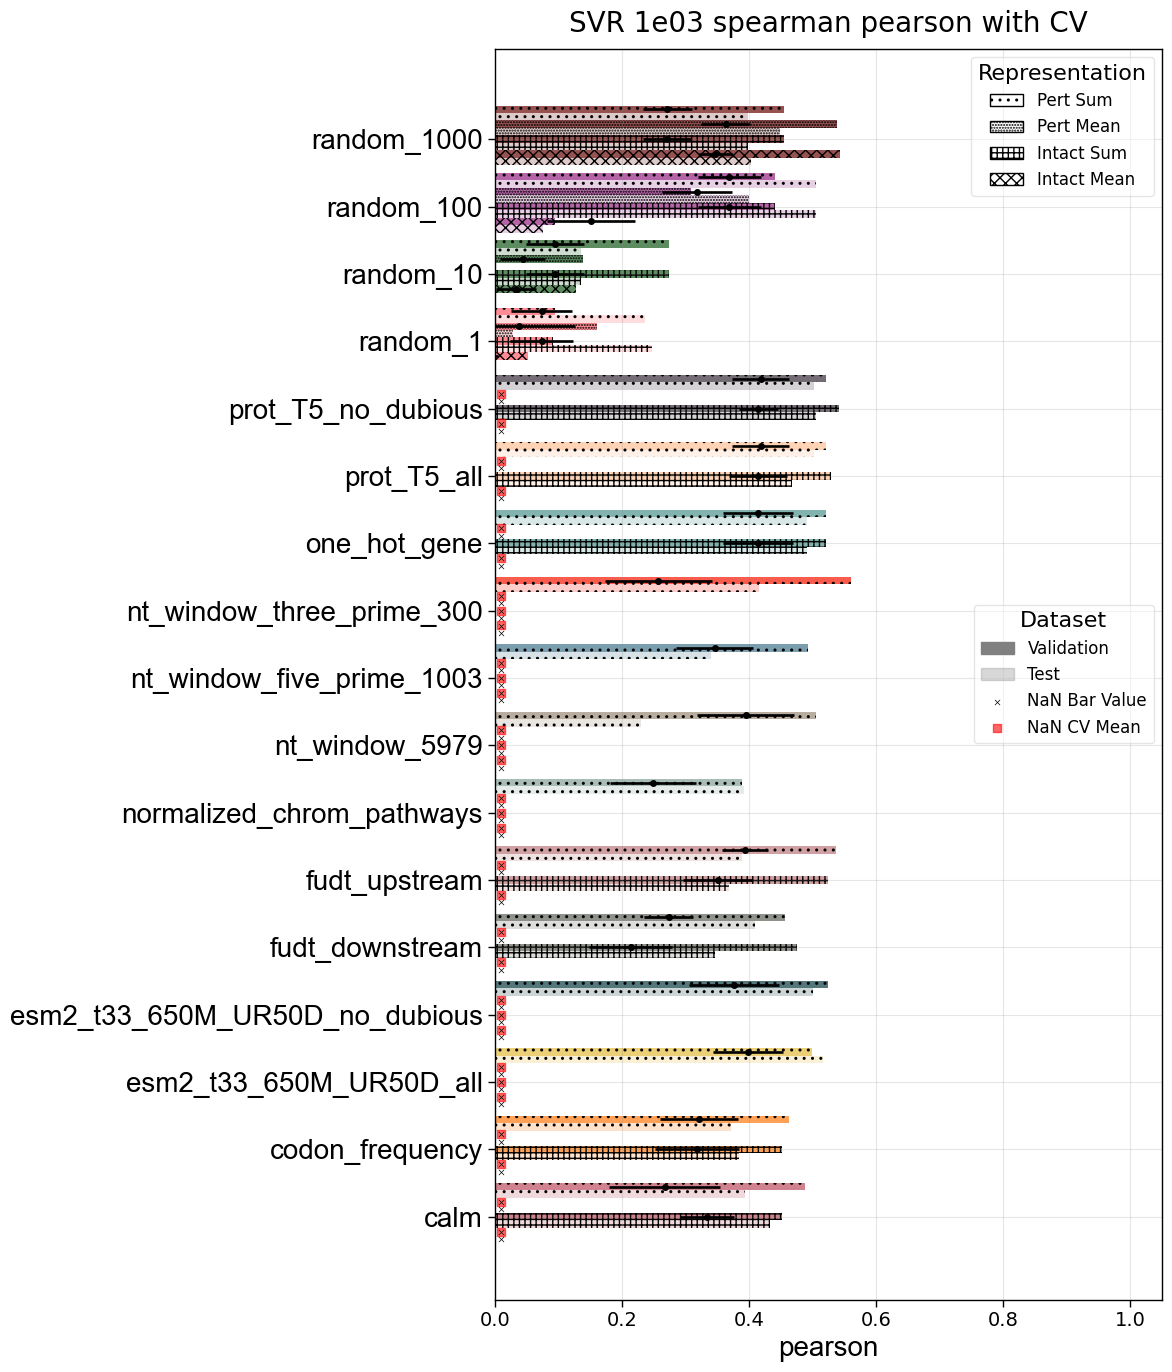 SVR 1e03 spearman pearson with CV
Representation
Pert Sum
Pert Mean
Intact Sum
Intact Mean
random_1000
random_100
random_10
random_1
prot_T5_no_dubious
prot_T5_all
one_hot_gene
nt_window_three_prime_300
Dataset
Validation
Test
NaN Bar Value
NaN CV Mean
nt_window_five_prime_1003
nt_window_5979
normalized_chrom_pathways
fudt_upstream
fudt_downstream
esm2_t33_650M_UR50D_no_dubious
esm2_t33_650M_UR50D_all
codon_frequency
calm
0.0 0.2 0.4 0.6 0.8 1.0
pearson